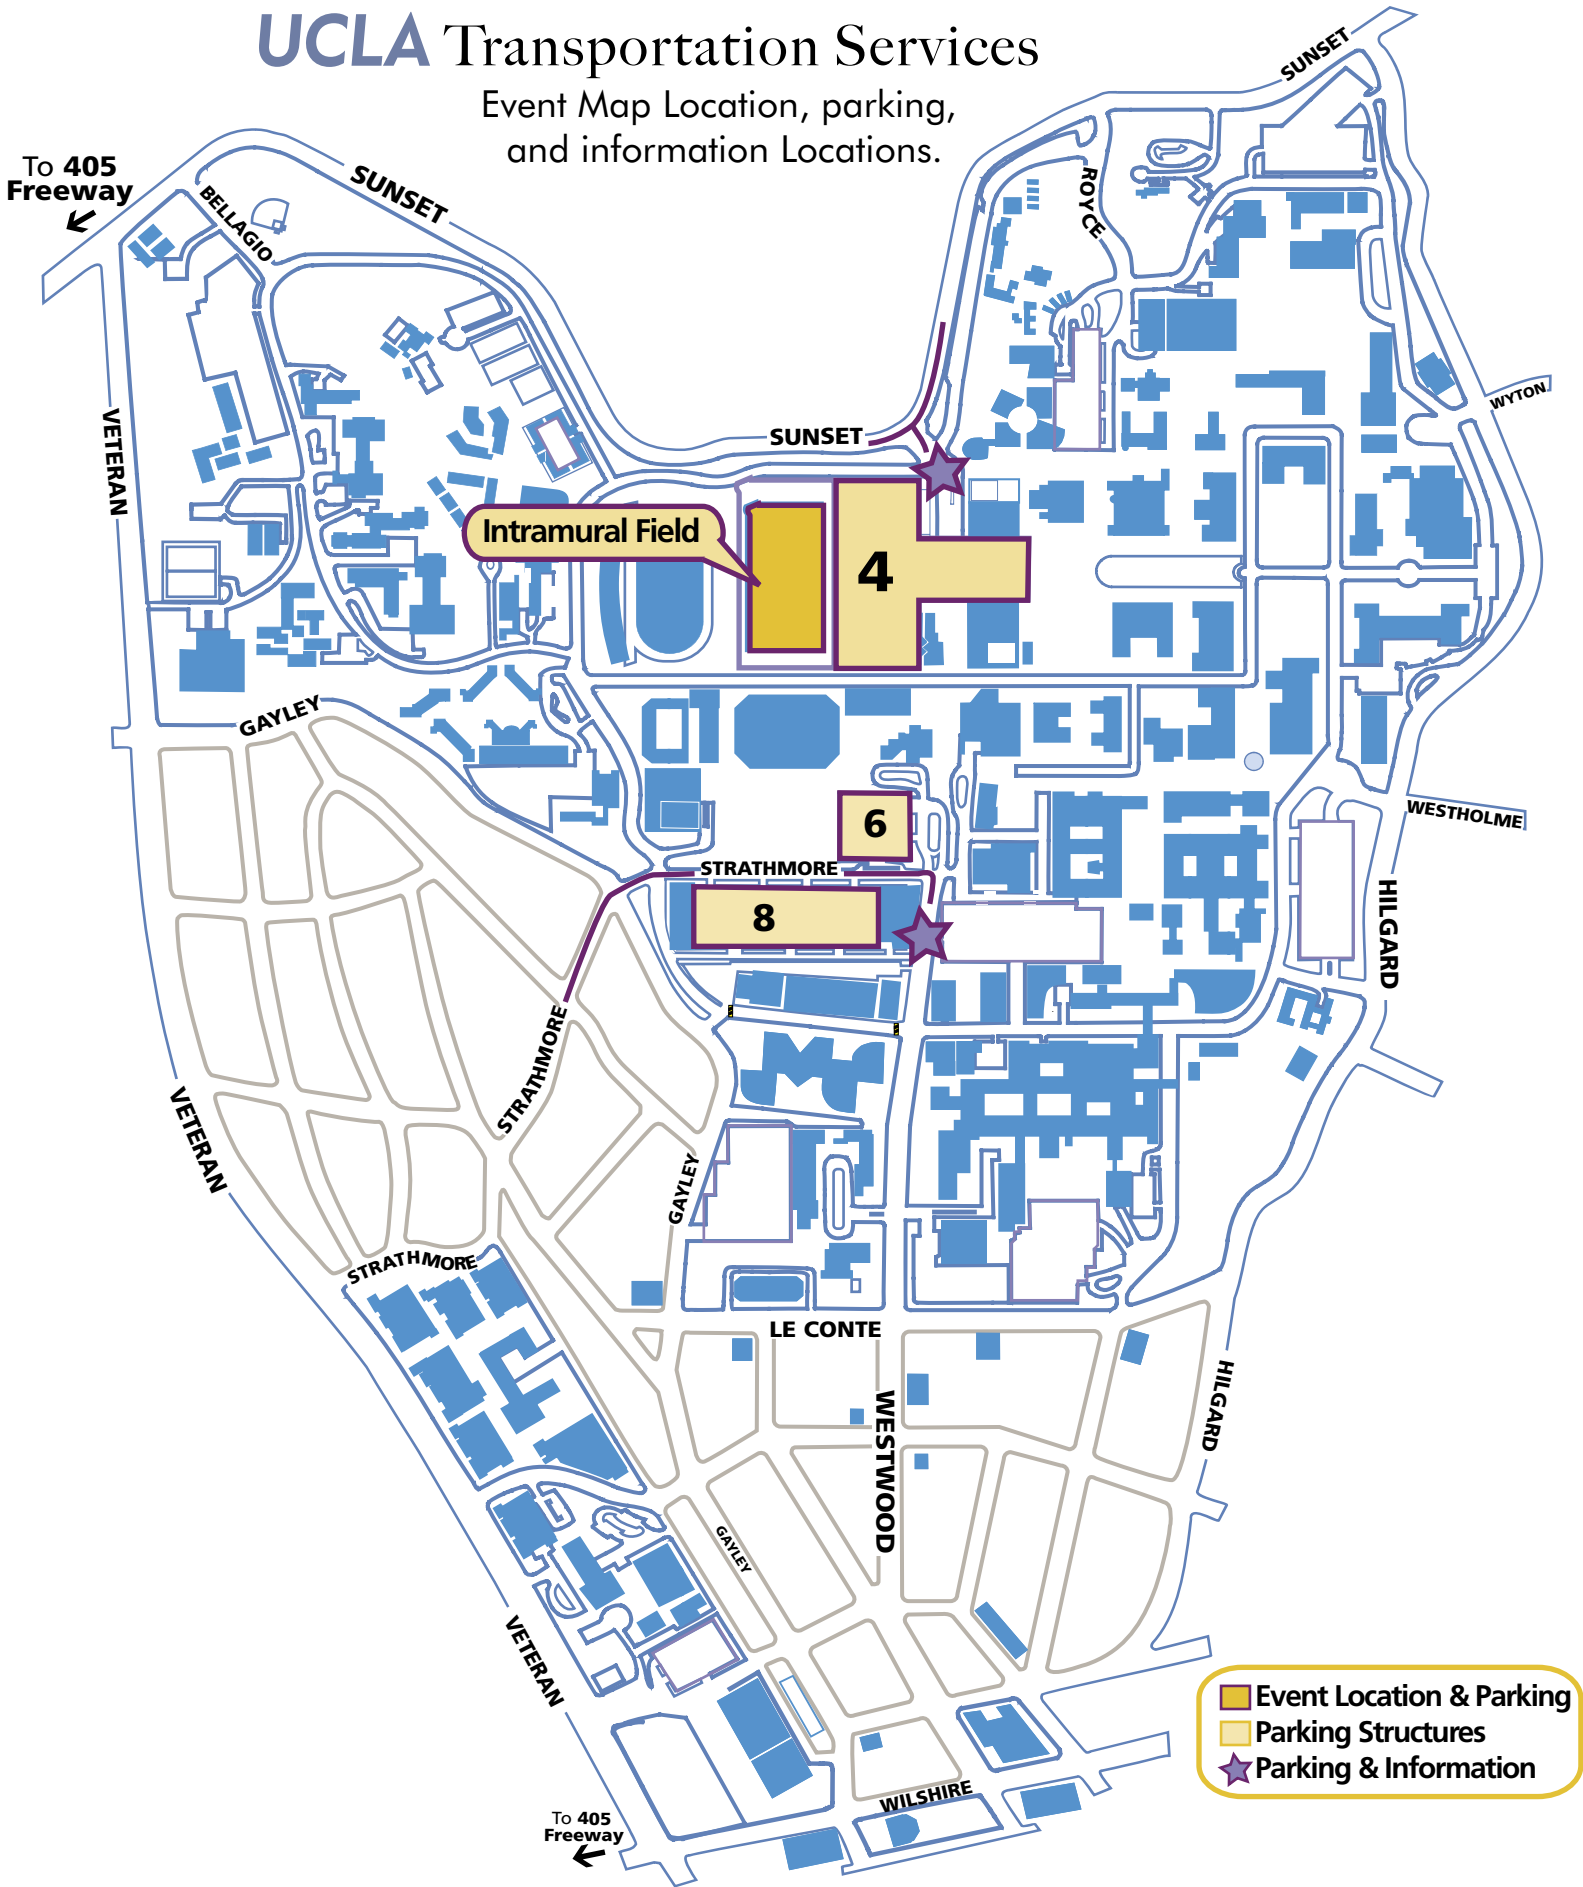 UCLA Transportation Services
Event Map Location, parking,
and information Locations.
SUNSET
To 405
Freeway
SUNSET
BELLAGIO
ROYCE
VETERAN
SUNSET
WYTON
Intramural Field
4
GAYLEY
6
WESTHOLME
STRATHMORE
8
HILGARD
STRATHMORE
VETERAN
GAYLEY
STRATHMORE
LE CONTE
HILGARD
WESTWOOD
GAYLEY
VETERAN
Event Location & Parking
Parking Structures
Parking & Information
WILSHIRE
To 405
Freeway